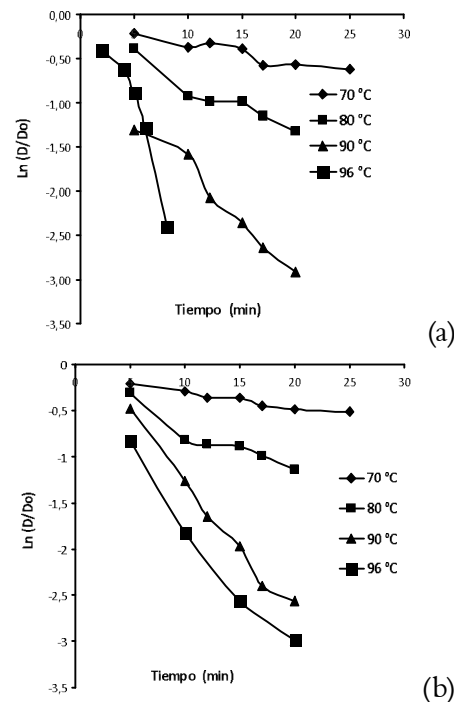 0 5 10 15 20 25 30
0,00
-0,50
-1,00
-1,50
-2,00
-2,50
-3,00
-3,50
Ln (D/Do)
70 °C
80 °C
90 °C
96 °C
Tiempo (min)
(a)
0 5 10 15 20 25 30
0
-0,5
-1
-1,5
-2
-2,5
-3
-3,5
Ln (D/Do)
70 °C
80 °C
90 °C
96 °C
Tiempo (min)
(b)